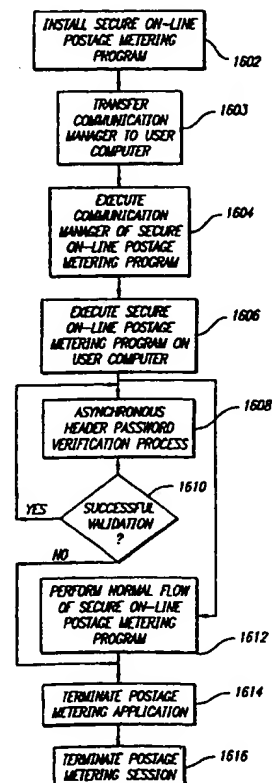 INSTALL SECURE ON-LINE
POSTAGE METERING
PROGRAM
1602
TRANSFER
COMMUNICATION
MANAGER TO USER
COMPUTER
1603
EXECUTE
COMMUNICATION
MANAGER OF SECURE
ON-LINE POSTAGE
METERING PROGRAM
1604
EXECUTE SECURE
ON-LINE POSTAGE
METERING PROGRAM ON
USER COMPUTER
1606
ASYNCHRONOUS
HEADER PASSWORD
VERIFICATION PROCESS
1608
SUCCESSFUL
VALIDATION
?
1610
YES
NO
PERFORM NORMAL FLOW
OF SECURE ON-LINE
POSTAGE METERING
PROGRAM
1612
TERMINATE POSTAGE
METERING APPLICATION
1614
TERMINATE POSTAGE
METERING SESSION
1616